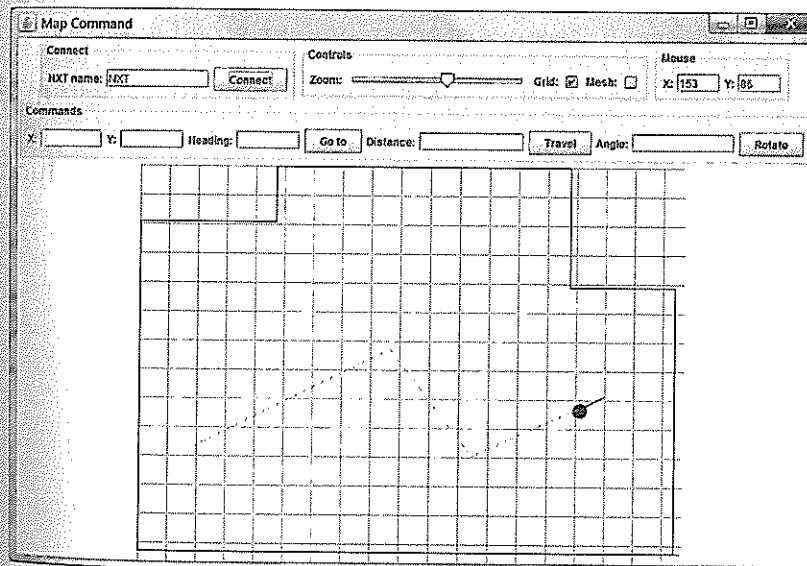 Map Command
Connect
NXT name: NXT Connect
Controls
Zoom: Grid: Mesh:
Mouse
X: 153 Y: 86
Commands
X: Y: Heading: Go to Distance: Travel Angle: Rotate